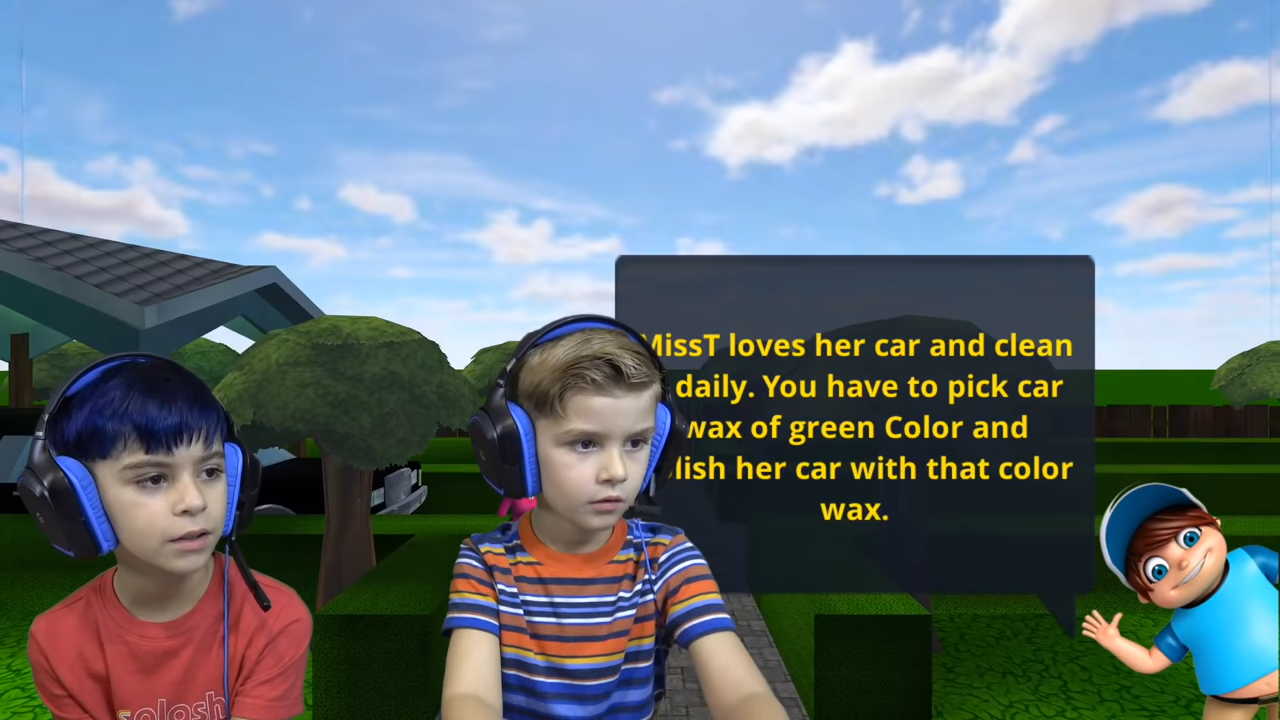 MissT loves her car and clean
daily. You have to pick car
wax of green Color and
lish her car with that color
wax.
splash